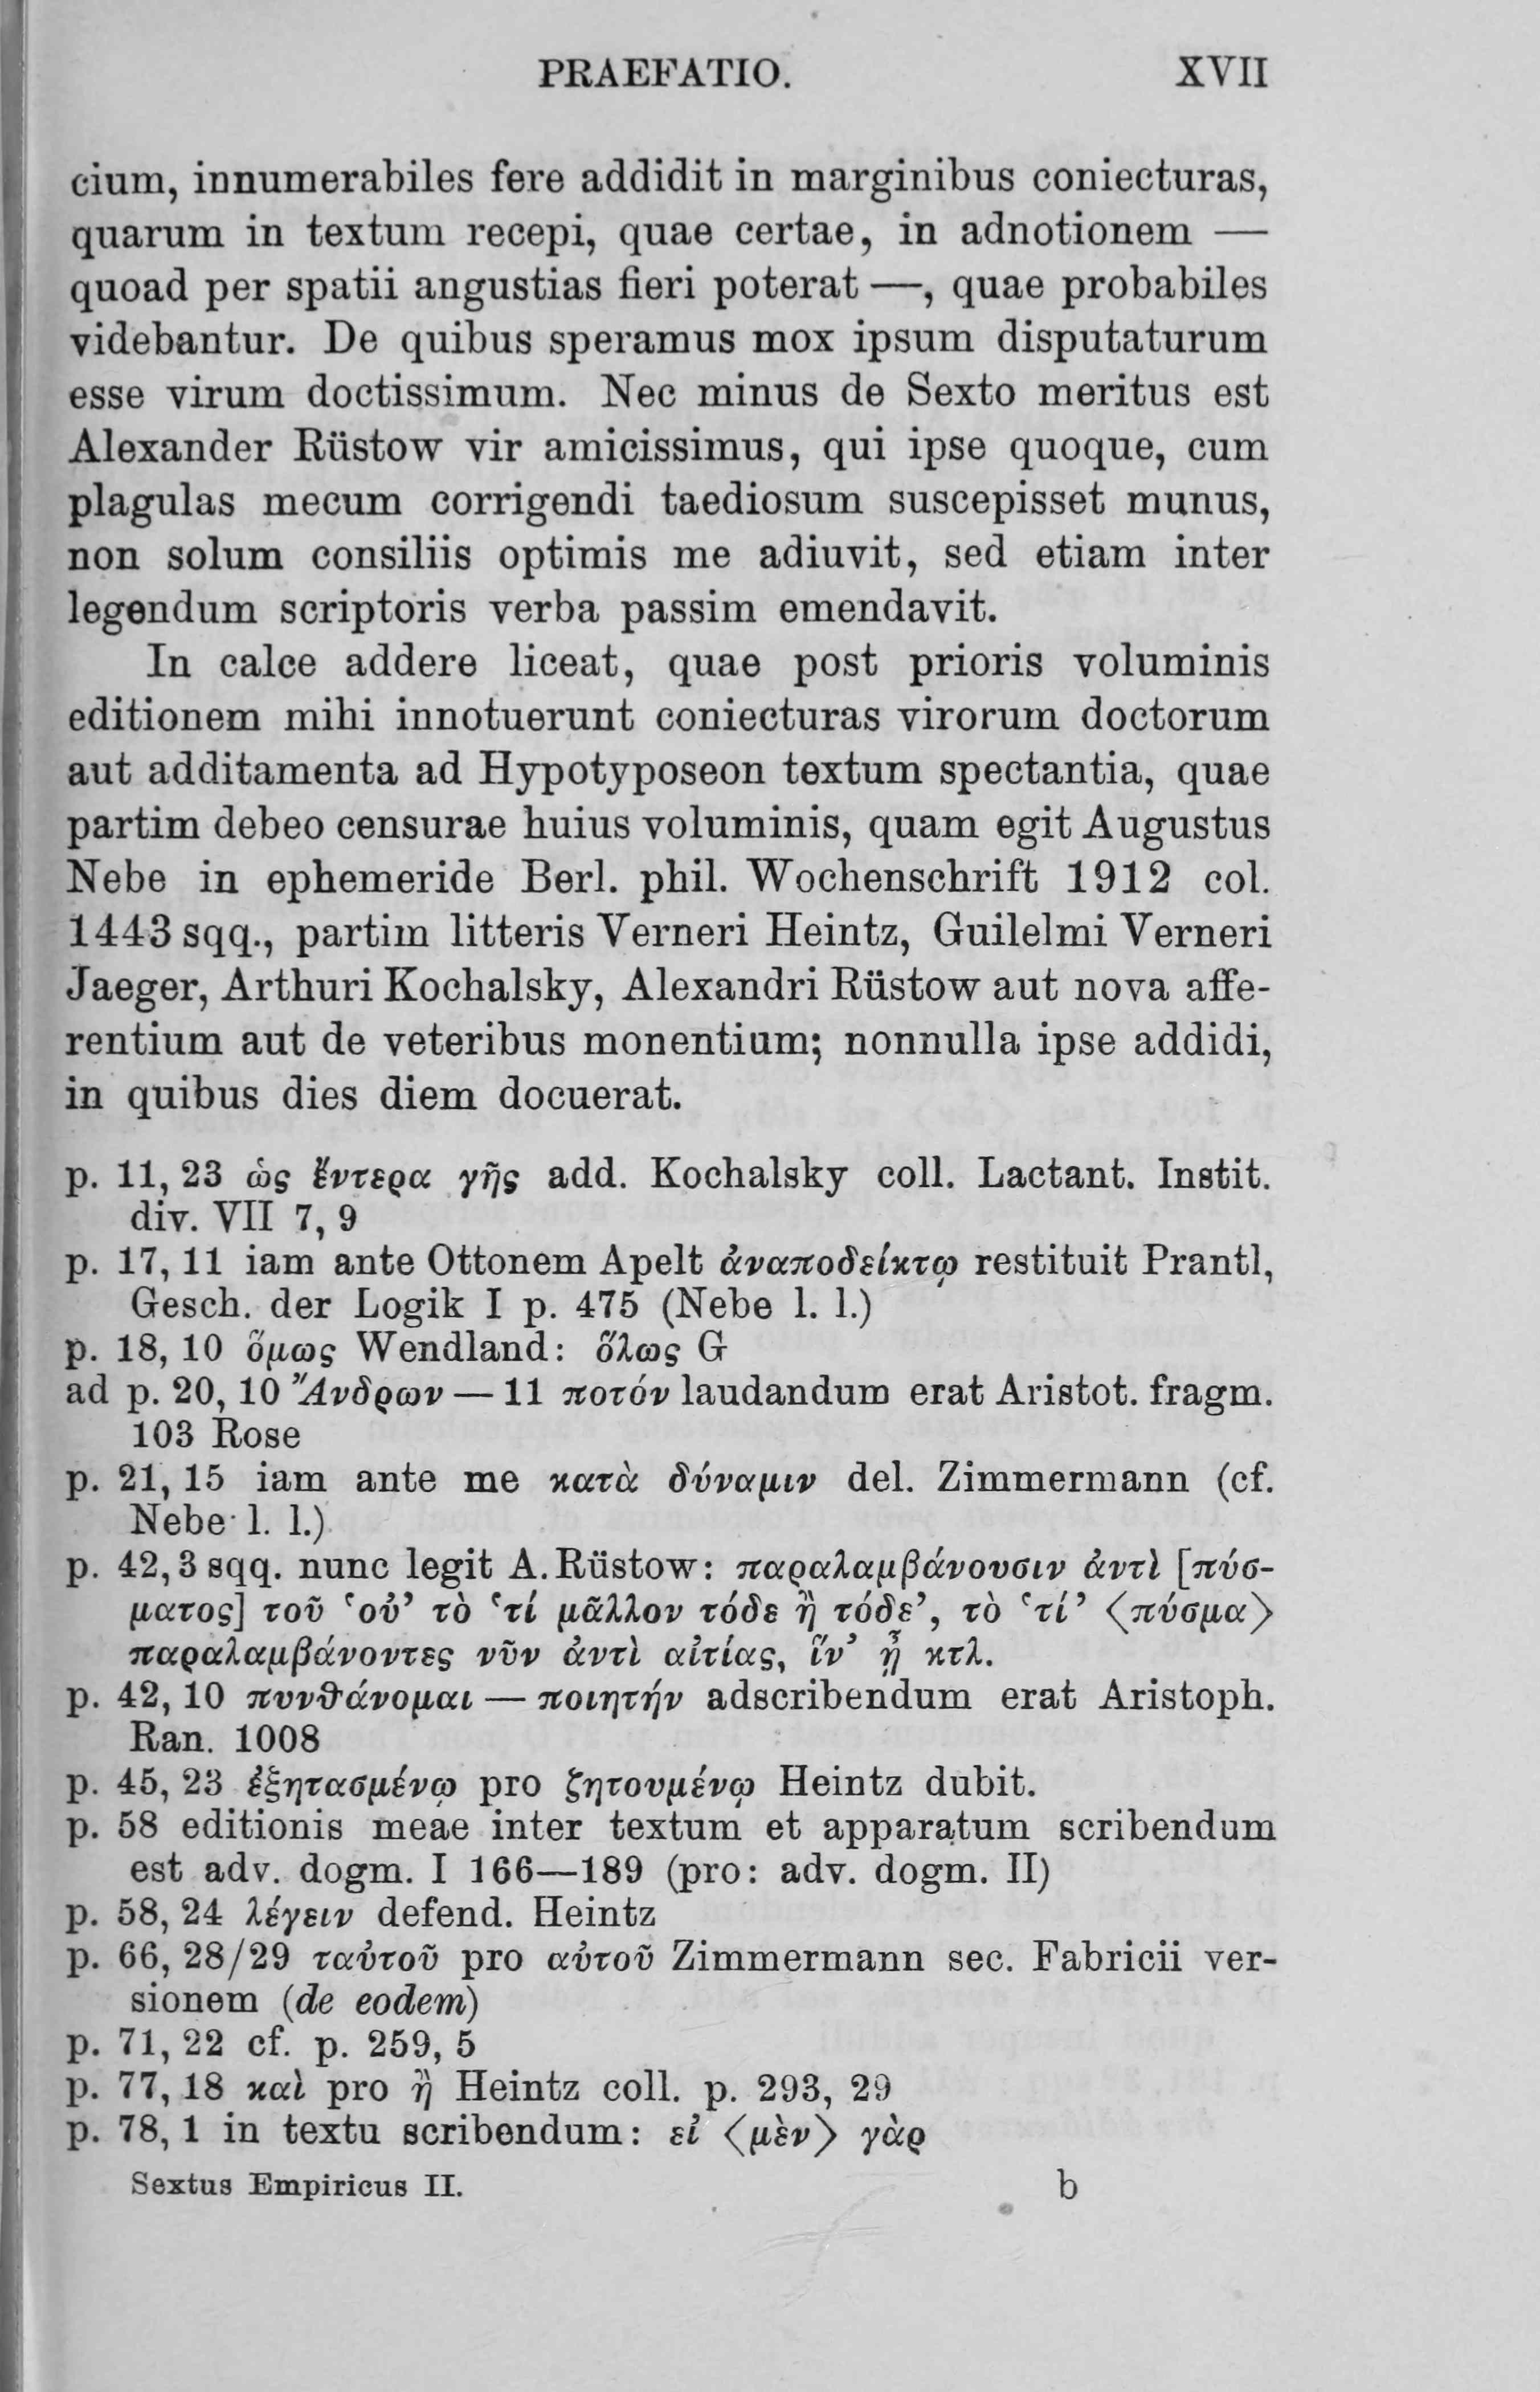 PRAEFATIO. XVII
cium, innumerabiles fere addidit in marginibus coniecturas,
quarum in textum recepi, quae certae, in adnotionem —
quoad per spatii angustias fieri poterat —, quae probabiles
videbantur. De quibus speramus mox ipsum disputaturum
esse virum doctissimum. Nec minus de Sexto meritus est
Alexander Rüstow vir amicissimus, qui ipse quoque, cum
plagulas mecum corrigendi taediosum suscepisset munus,
non solum consiliis optimis me adiuvit, sed etiam inter
legendum scriptoris verba passim emendavit.
In calce addere liceat, quae post prioris voluminis
editionem mihi innotuerunt coniecturas virorum doctorum
aut additamenta ad Hypotyposeon textum spectantia, quae
partim debeo censurae huius voluminis, quam egit Augustus
Nebe in ephemeride Berl. phil. Wochenschrift 1912 col.
1443 sqq., partim litteris Verneri Heintz, Guilelmi Verneri
Jaeger, Arthuri Kochalsky, Alexandri Rüstow aut nova affe-
rentium aut de veteribus monentium; nonnulla ipse addidi,
in quibus dies diem docuerat.
p. 11, 23 ὡς ἔντερα γῆς add. Kochalsky coll. Lactant. Instit.
div. VII 7, 9
p. 17, 11 iam ante Ottonem Apelt ἀναποδείκτῳ restituit Prantl,
Gesch. der Logik I p. 475 (Nebe l. l.)
p. 18, 10 ὅμως Wendland: ὅλως G
ad p. 20, 10 Ἄνδρων — 11 ποτόν laudandum erat Aristot. fragm.
103 Rose
p. 21, 15 iam ante me κατὰ δύναμιν del. Zimmermann (cf.
Nebe l. l.)
p. 42, 3 sqq. nunc legit A. Rüstow: παραλαμβάνουσιν ἀντὶ [πύσ-
ματος] τοῦ ‘οὐ’ τὸ ‘τί μᾶλλον τόδε ἢ τόδε’, τὸ ‘τί’ ⟨πύσμα⟩
παραλαμβάνοντες νῦν ἀντὶ αἰτίας, ἵν’ ᾖ κτλ.
p. 42, 10 πυνθάνομαι — ποιητήν adscribendum erat Aristoph.
Ran. 1008
p. 45, 23 ἐξητασμένῳ pro ζητουμένῳ Heintz dubit.
p. 58 editionis meae inter textum et apparatum scribendum
est adv. dogm. I 166—189 (pro: adv. dogm. II)
p. 58, 24 λέγειν defend. Heintz
p. 66, 28/29 ταὐτοῦ pro αὐτοῦ Zimmermann sec. Fabricii ver-
sionem (de eodem)
p. 71, 22 cf. p. 259, 5
p. 77, 18 καὶ pro ἢ Heintz coll. p. 293, 29
p. 78, 1 in textu scribendum: εἰ ⟨μὲν⟩ γὰρ
Sextus Empiricus II. b